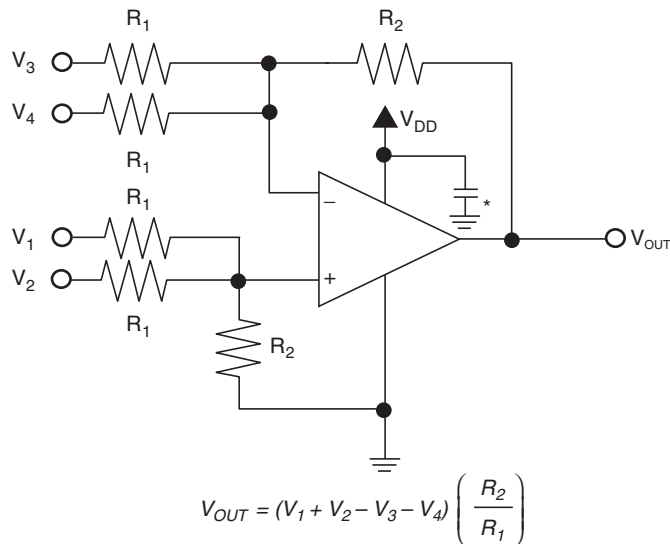 R1
R2
V3
V4
VDD
R1
*
R1
−
V1
VOUT
V2
+
R1
R2
VOUT = (V1 + V2 – V3 – V4) (R2 / R1)